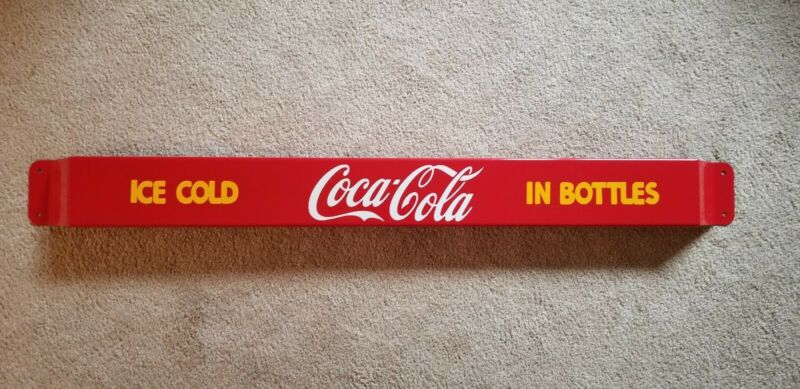 ICE COLD Coca-Cola IN BOTTLES